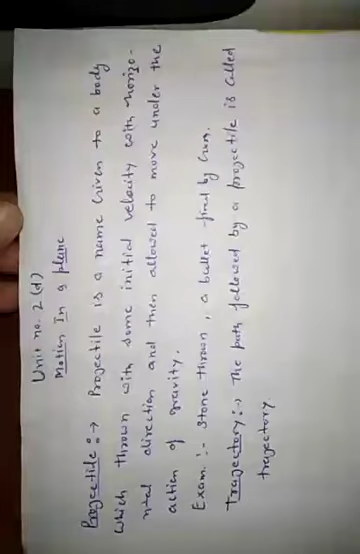 Unit no. 2 (d)
Motion In a plane
Projectile :→ Projectile is a name Given to a body
which thrown with some initial velocity with horizo-
ntal direction and then allowed to move under the
action of gravity.
Exam :- Stone thrown, a bullet fired by Gun.
Trajectory :→ The path followed by a projectile is called
trajectory.